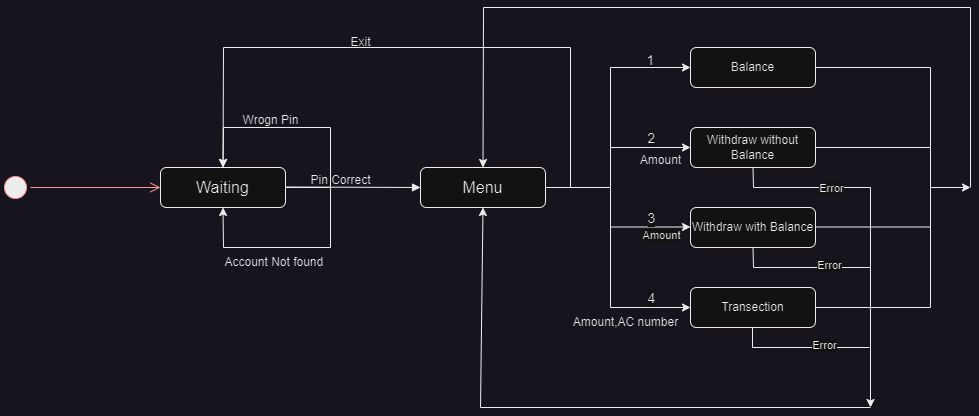 Exit
1
Balance
Wrogn Pin
2
Amount
Withdraw without
Balance
Waiting
Pin Correct
Menu
Error
3
Amount
Withdraw with Balance
Account Not found
Error
4
Amount,AC number
Transection
Error